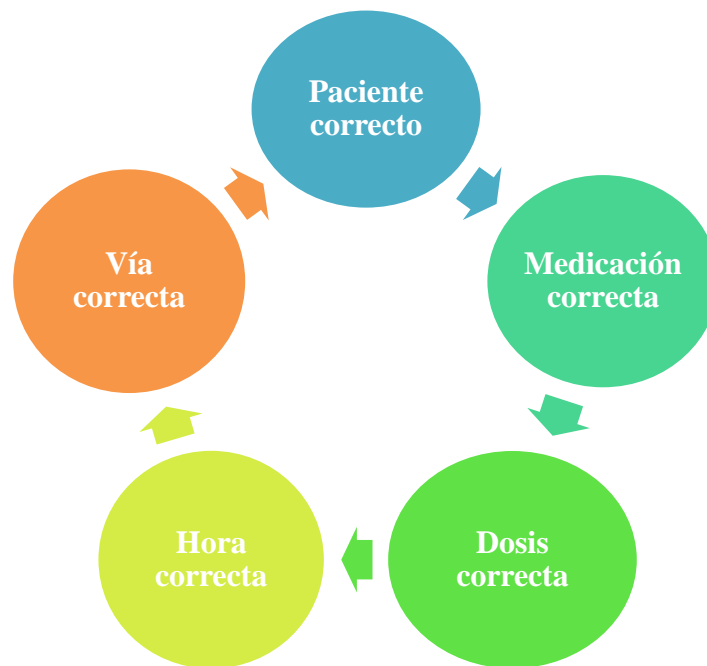 Paciente
correcto
Medicación
correcta
Dosis
correcta
Hora
correcta
Vía
correcta